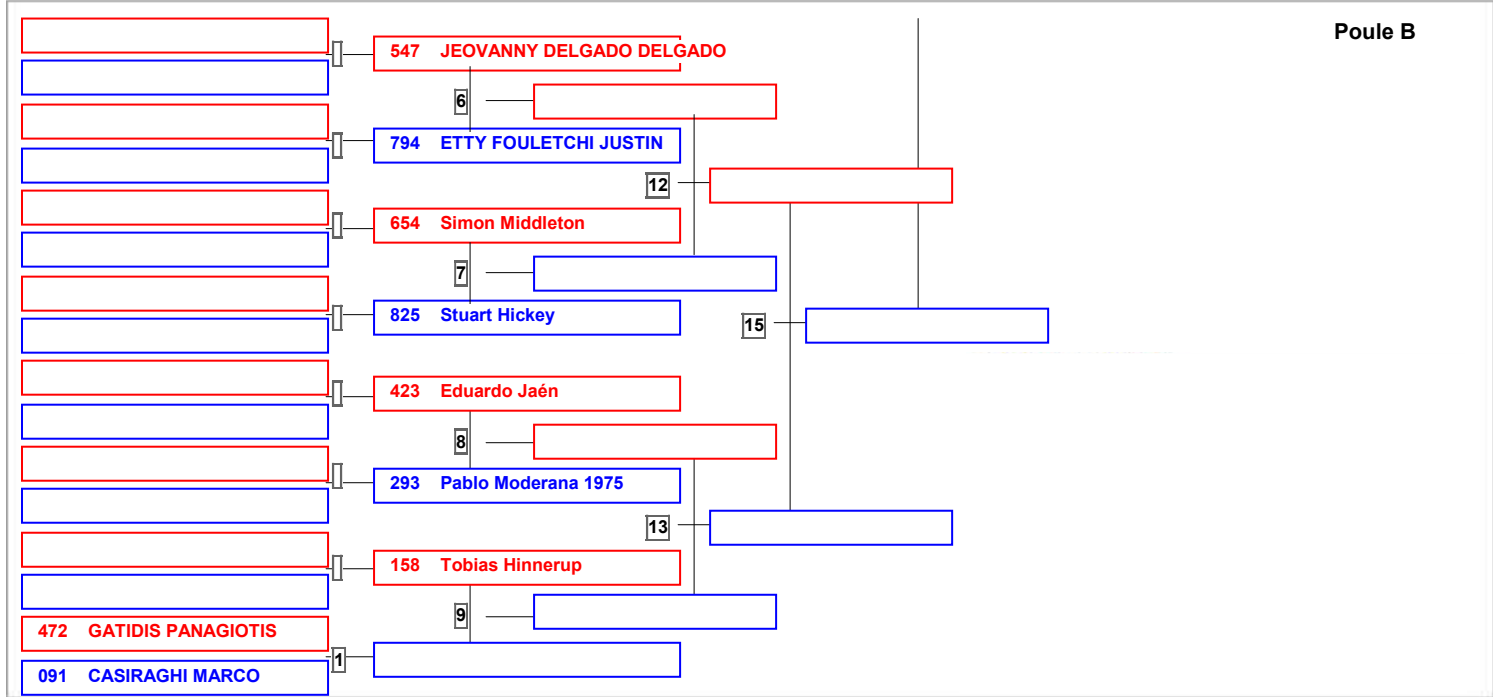 Poule B
547 JEOVANNY DELGADO DELGADO
6
794 ETTY FOULETCHI JUSTIN
12
654 Simon Middleton
7
825 Stuart Hickey
15
423 Eduardo Jaén
8
293 Pablo Moderana 1975
13
158 Tobias Hinnerup
9
472 GATIDIS PANAGIOTIS
1
091 CASIRAGHI MARCO